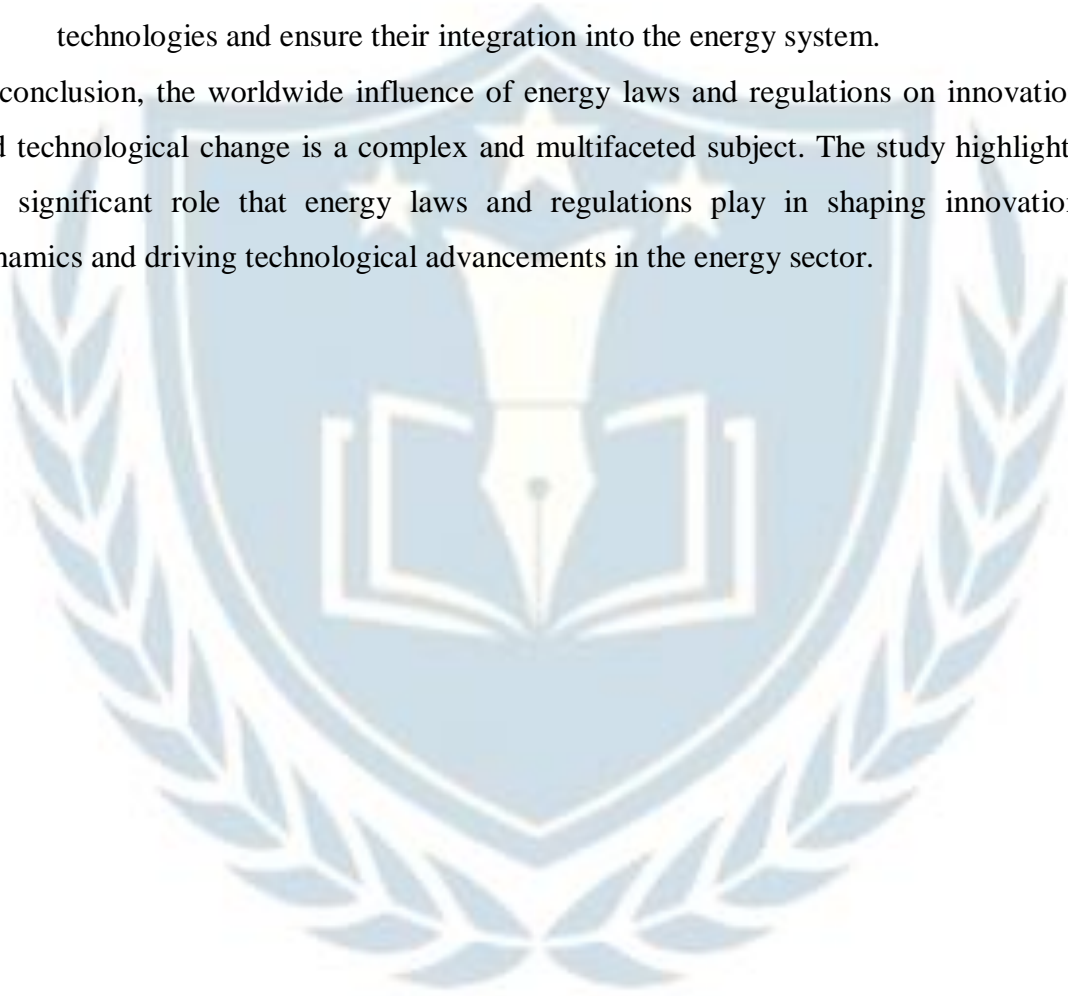 technologies and ensure their integration into the energy system.
conclusion, the worldwide influence of energy laws and regulations on innovatio
d technological change is a complex and multifaceted subject. The study highlight
significant role that energy laws and regulations play in shaping innovatio
namics and driving technological advancements in the energy sector.